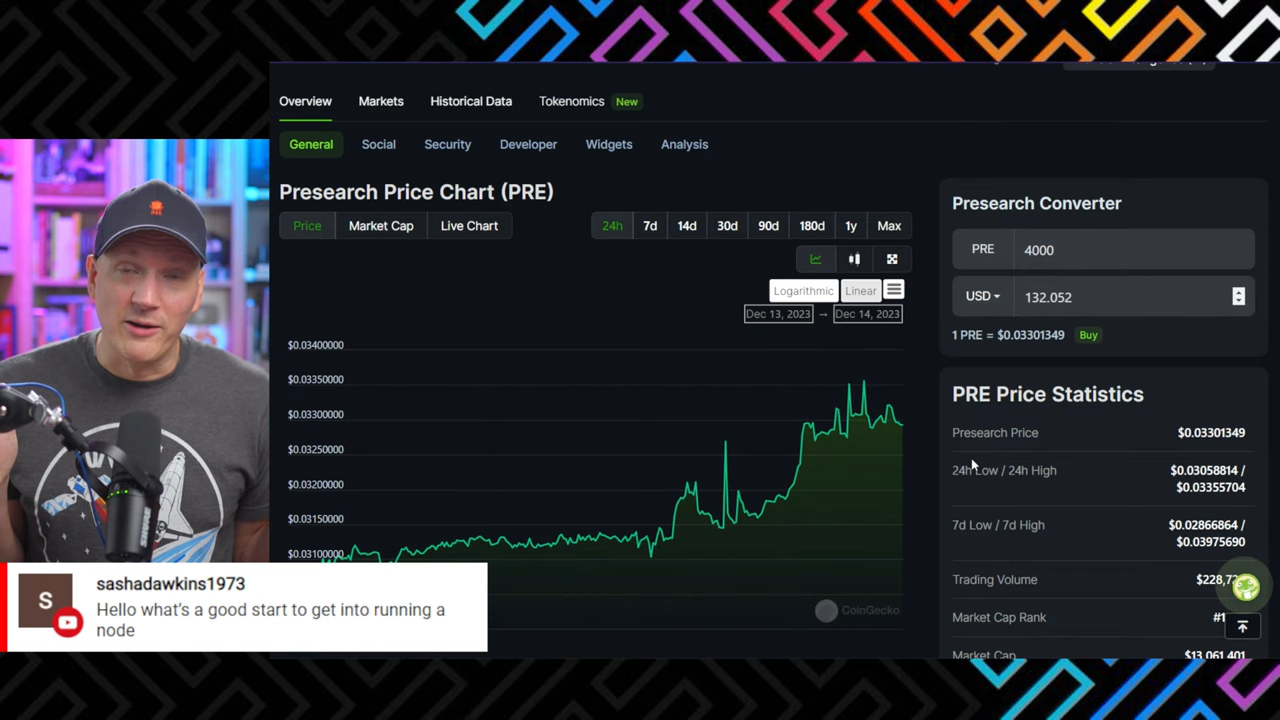 Overview Markets Historical Data Tokenomics New
General Social Security Developer Widgets Analysis
Presearch Price Chart (PRE)
Price Market Cap Live Chart
24h 7d 14d 30d 90d 180d 1y Max
Logarithmic Linear
Dec 13, 2023 → Dec 14, 2023
$0.03400000
$0.03350000
$0.03300000
$0.03250000
$0.03200000
$0.03150000
$0.03100000
CoinGecko
Presearch Converter
PRE 4000
USD 132.052
1 PRE = $0.03301349 Buy
PRE Price Statistics
Presearch Price $0.03301349
24h Low / 24h High $0.03058814 /
$0.03355704
7d Low / 7d High $0.02866864 /
$0.03975690
Trading Volume
Market Cap Rank
Market Cap $13,061,401
S
sashadawkins1973
Hello what's a good start to get into running a
node
SHURE